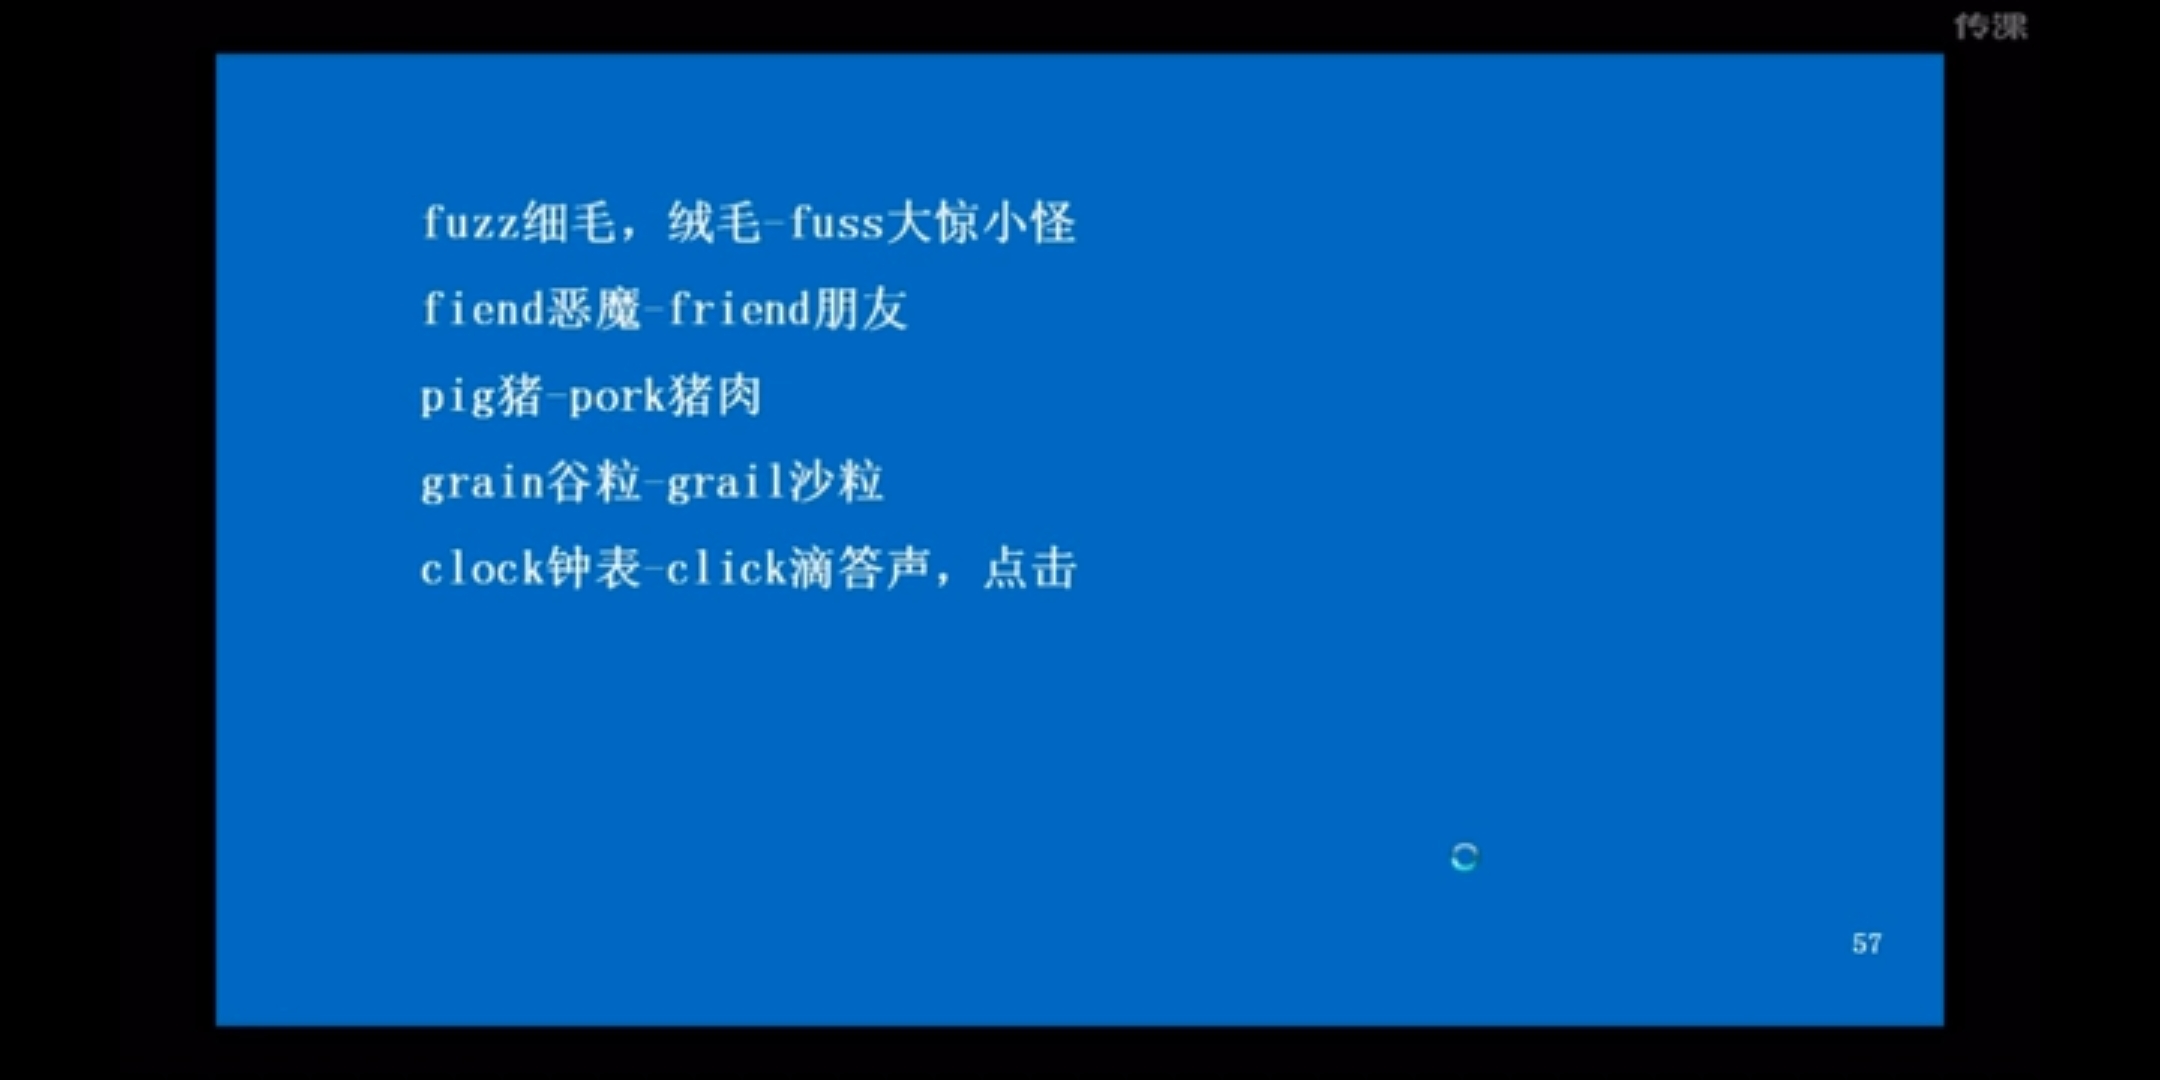 传课
fuzz细毛，绒毛-fuss大惊小怪
fiend恶魔-friend朋友
pig猪-pork猪肉
grain谷粒-grail沙粒
clock钟表-click滴答声，点击
57